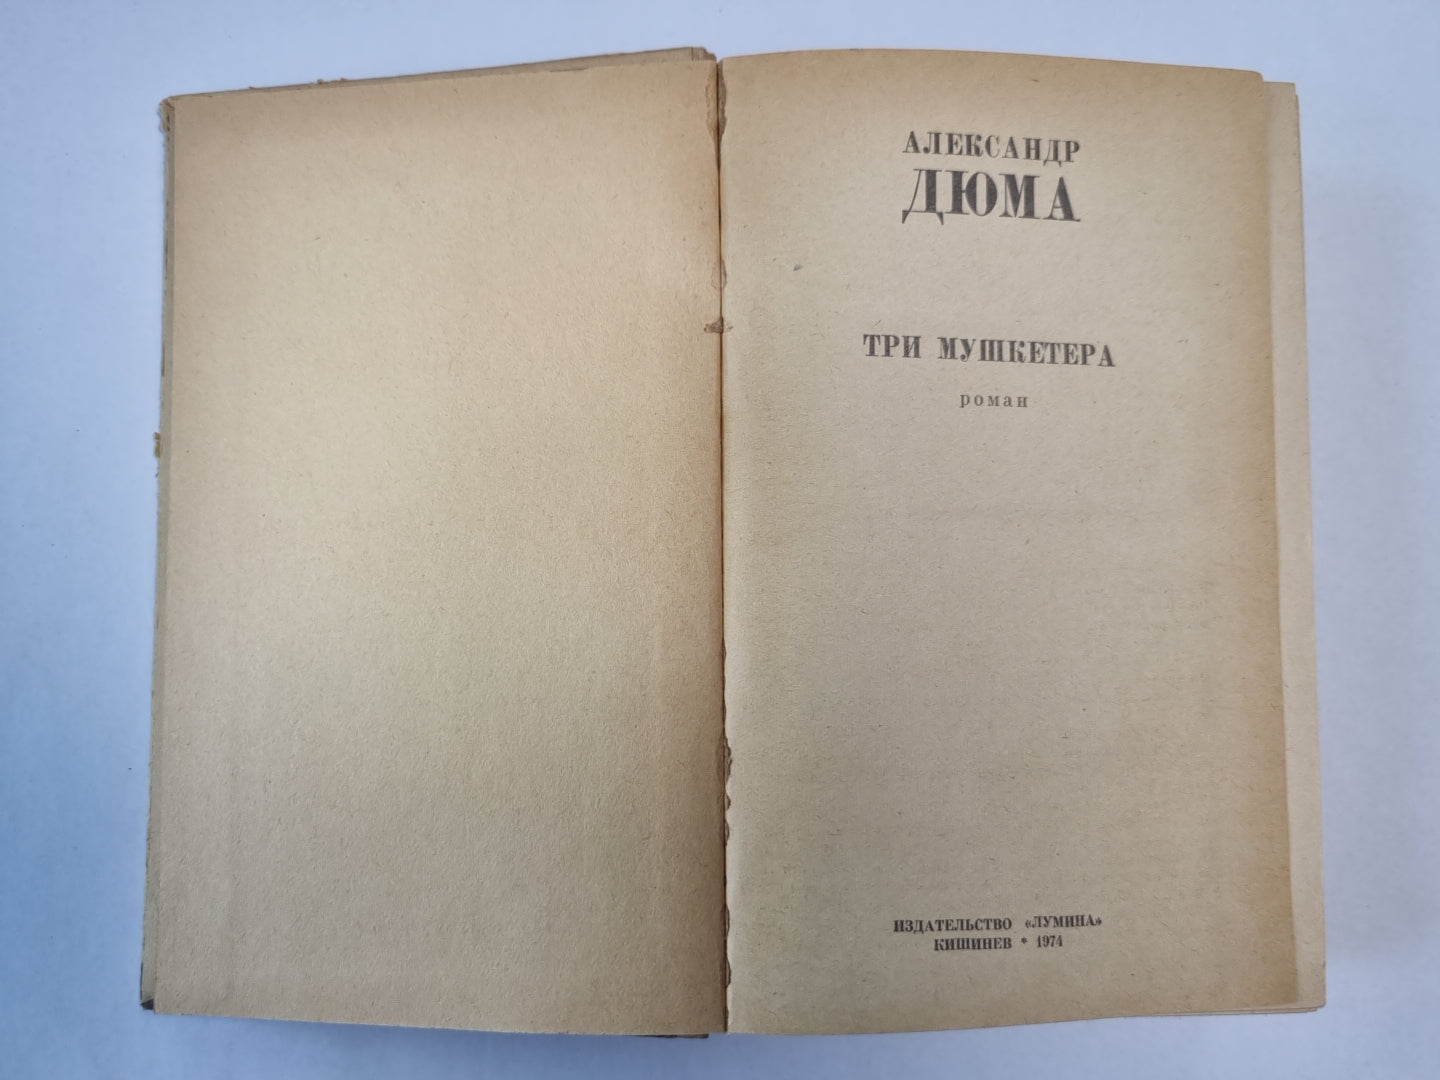 АЛЕКСАНДР
ДЮМА
ТРИ МУШКЕТЕРА
роман
ИЗДАТЕЛЬСТВО «ЛУМИНА»
КИШИНЕВ * 1974